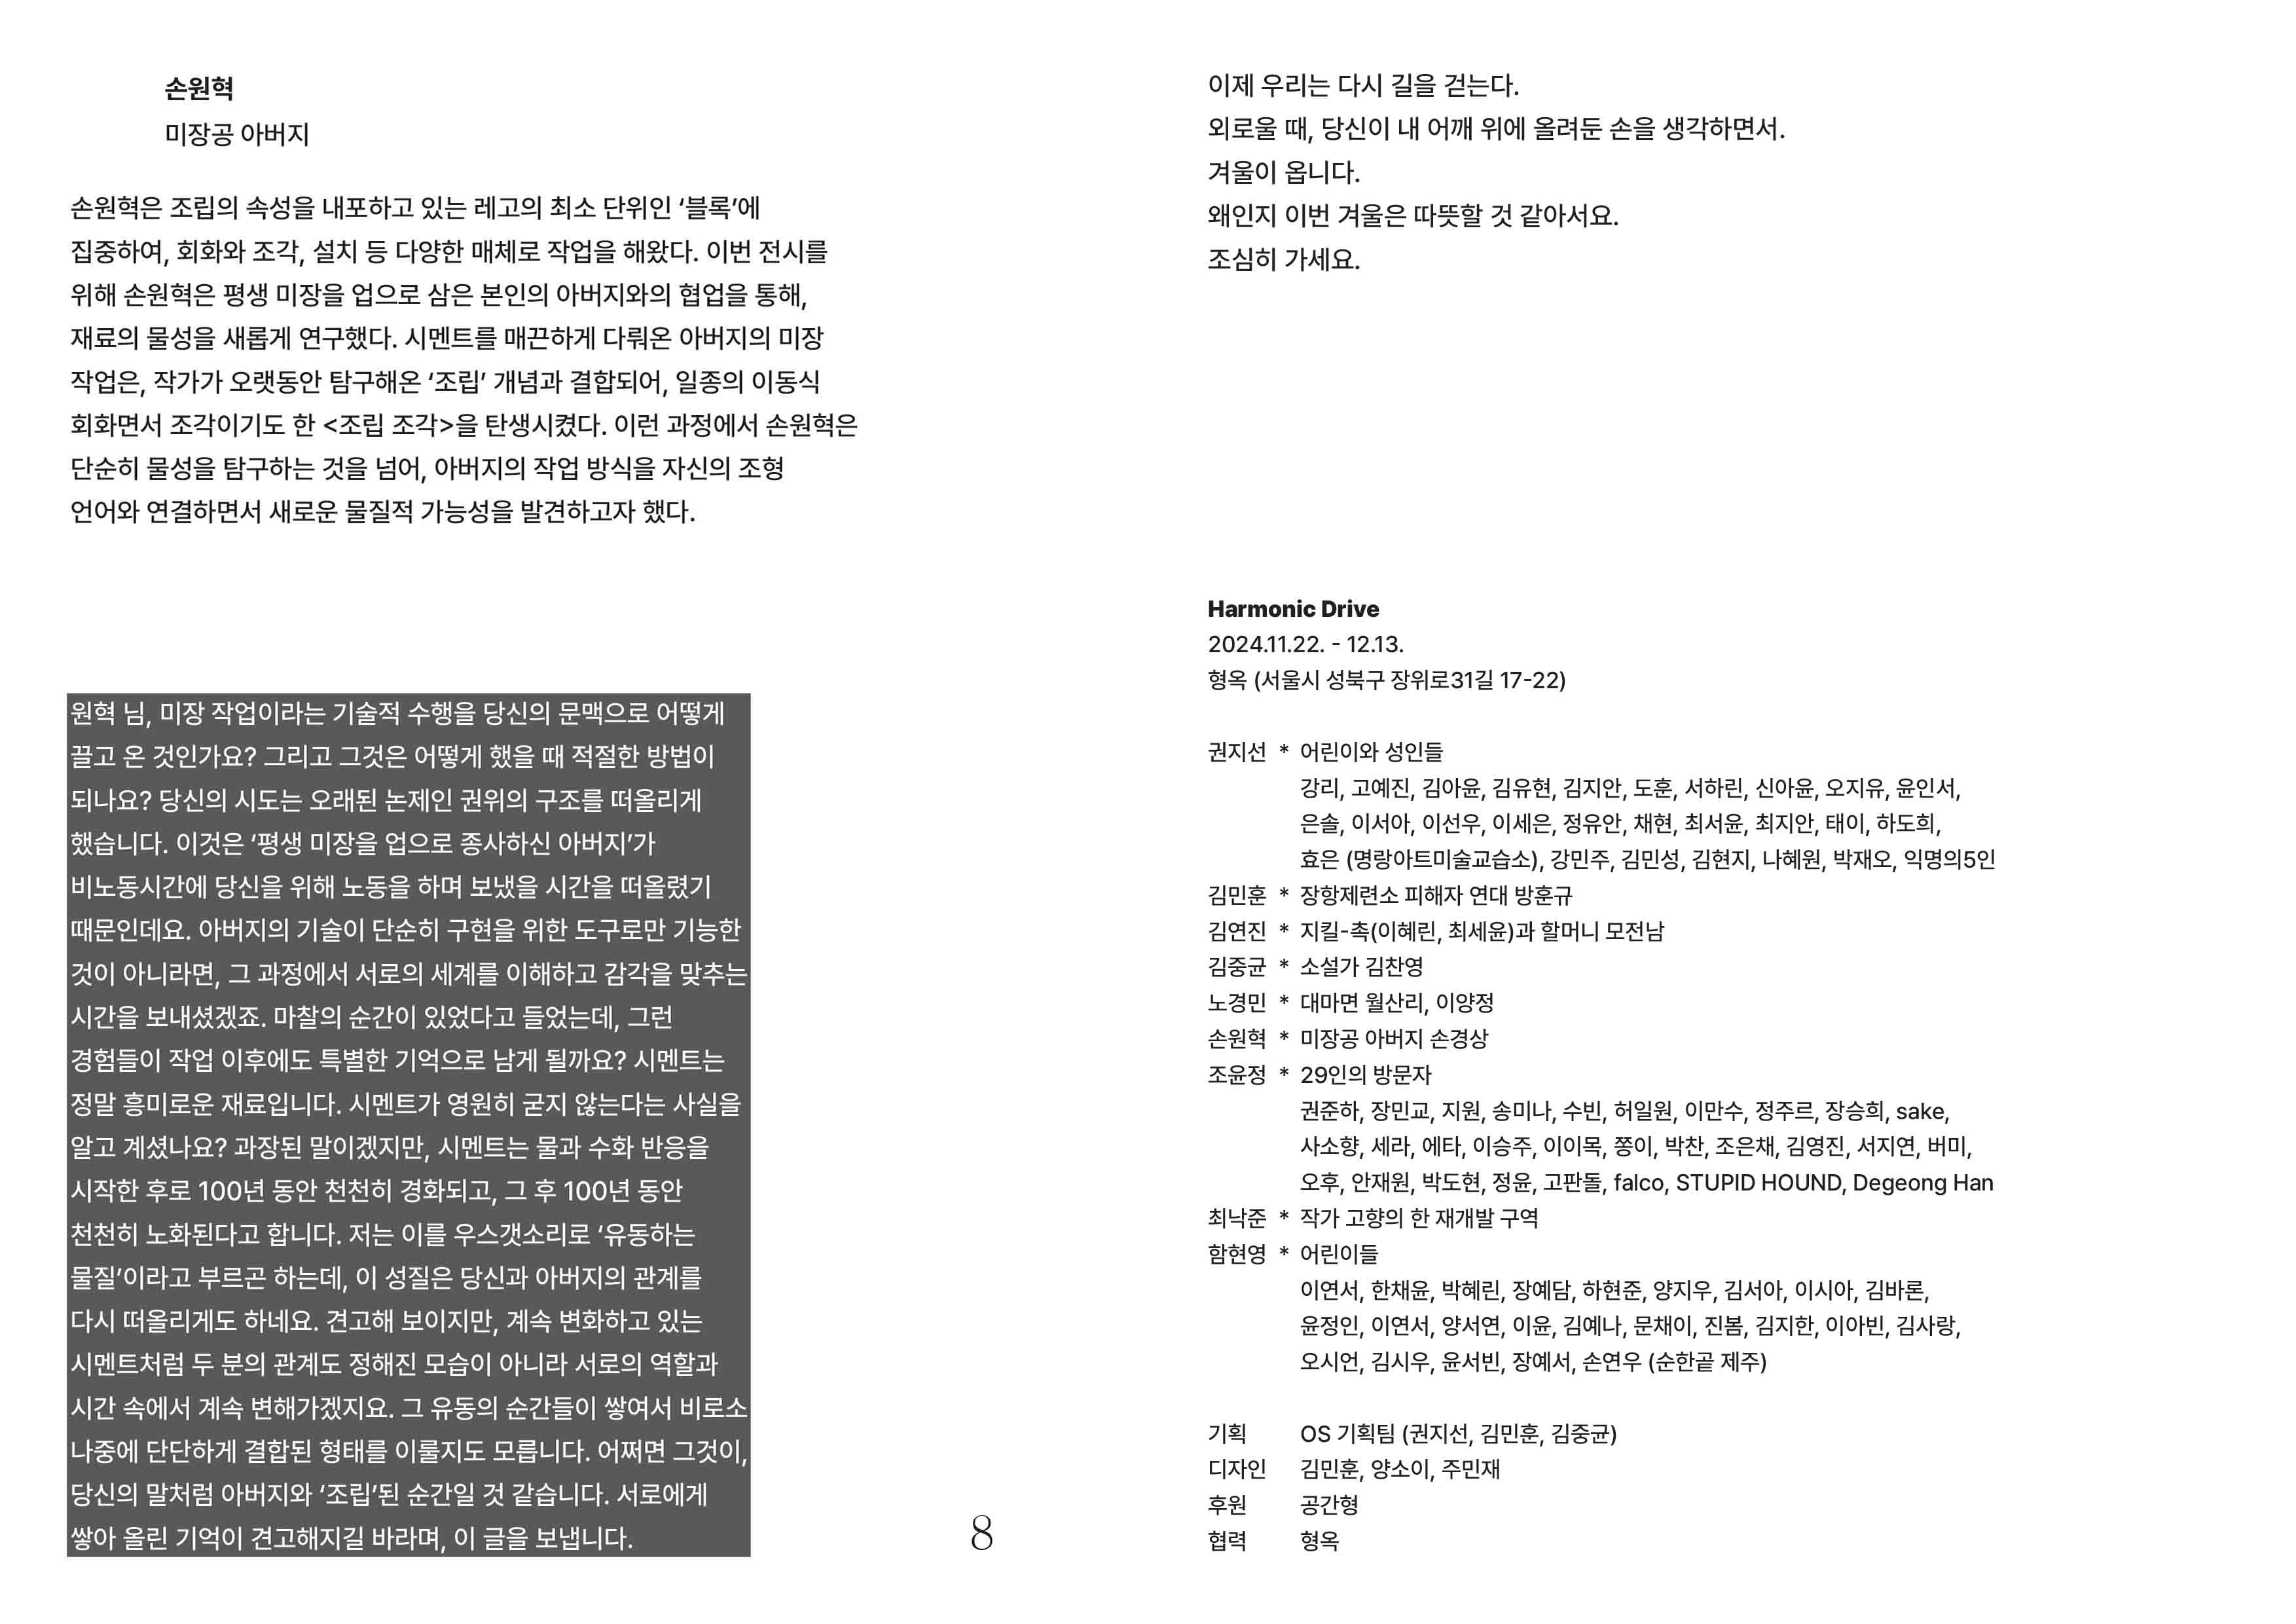 손원혁
미장공 아버지
손원혁은 조립의 속성을 내포하고 있는 레고의 최소 단위인 ‘블록’에
집중하여, 회화와 조각, 설치 등 다양한 매체로 작업을 해왔다. 이번 전시를
위해 손원혁은 평생 미장을 업으로 삼은 본인의 아버지와의 협업을 통해,
재료의 물성을 새롭게 연구했다. 시멘트를 매끈하게 다뤄온 아버지의 미장
작업은, 작가가 오랫동안 탐구해온 ‘조립’ 개념과 결합되어, 일종의 이동식
회화면서 조각이기도 한 <조립 조각>을 탄생시켰다. 이런 과정에서 손원혁은
단순히 물성을 탐구하는 것을 넘어, 아버지의 작업 방식을 자신의 조형
언어와 연결하면서 새로운 물질적 가능성을 발견하고자 했다.
원혁 님, 미장 작업이라는 기술적 수행을 당신의 문맥으로 어떻게
끌고 온 것인가요? 그리고 그것은 어떻게 했을 때 적절한 방법이
되나요? 당신의 시도는 오래된 논제인 권위의 구조를 떠올리게
했습니다. 이것은 ‘평생 미장을 업으로 종사하신 아버지’가
비노동시간에 당신을 위해 노동을 하며 보냈을 시간을 떠올렸기
때문인데요. 아버지의 기술이 단순히 구현을 위한 도구로만 기능한
것이 아니라면, 그 과정에서 서로의 세계를 이해하고 감각을 맞추는
시간을 보내셨겠죠. 마찰의 순간이 있었다고 들었는데, 그런
경험들이 작업 이후에도 특별한 기억으로 남게 될까요? 시멘트는
정말 흥미로운 재료입니다. 시멘트가 영원히 굳지 않는다는 사실을
알고 계셨나요? 과장된 말이겠지만, 시멘트는 물과 수화 반응을
시작한 후로 100년 동안 천천히 경화되고, 그 후 100년 동안
천천히 노화된다고 합니다. 저는 이를 우스갯소리로 ‘유동하는
물질’이라고 부르곤 하는데, 이 성질은 당신과 아버지의 관계를
다시 떠올리게도 하네요. 견고해 보이지만, 계속 변화하고 있는
시멘트처럼 두 분의 관계도 정해진 모습이 아니라 서로의 역할과
시간 속에서 계속 변해가겠지요. 그 유동의 순간들이 쌓여서 비로소
나중에 단단하게 결합된 형태를 이룰지도 모릅니다. 어쩌면 그것이,
당신의 말처럼 아버지와 ‘조립’된 순간일 것 같습니다. 서로에게
쌓아 올린 기억이 견고해지길 바라며, 이 글을 보냅니다.
8
이제 우리는 다시 길을 걷는다.
외로울 때, 당신이 내 어깨 위에 올려둔 손을 생각하면서.
겨울이 옵니다.
왜인지 이번 겨울은 따뜻할 것 같아서요.
조심히 가세요.
Harmonic Drive
2024.11.22. - 12.13.
형옥 (서울시 성북구 장위로31길 17-22)
권지선 * 어린이와 성인들
강리, 고예진, 김아윤, 김유현, 김지안, 도훈, 서하린, 신아윤, 오지유, 윤인서,
은솔, 이서아, 이선우, 이세은, 정유안, 채현, 최서윤, 최지안, 태이, 하도희,
효은 (명랑아트미술교습소), 강민주, 김민성, 김현지, 나혜원, 박재오, 익명의5인
김민훈 * 장항제련소 피해자 연대 방훈규
김연진 * 지킬-촉(이혜린, 최세윤)과 할머니 모전남
김중균 * 소설가 김찬영
노경민 * 대마면 월산리, 이양정
손원혁 * 미장공 아버지 손경상
조윤정 * 29인의 방문자
권준하, 장민교, 지원, 송미나, 수빈, 허일원, 이만수, 정주르, 장승희, sake,
사소향, 세라, 에타, 이승주, 이이목, 쫑이, 박찬, 조은채, 김영진, 서지연, 버미,
오후, 안재원, 박도현, 정윤, 고판돌, falco, STUPID HOUND, Degeong Han
최낙준 * 작가 고향의 한 재개발 구역
함현영 * 어린이들
이연서, 한채윤, 박혜린, 장예담, 하현준, 양지우, 김서아, 이시아, 김바론,
윤정인, 이연서, 양서연, 이윤, 김예나, 문채이, 진봄, 김지한, 이아빈, 김사랑,
오시언, 김시우, 윤서빈, 장예서, 손연우 (순한곁 제주)
기획 OS 기획팀 (권지선, 김민훈, 김중균)
디자인 김민훈, 양소이, 주민재
후원 공간형
협력 형옥